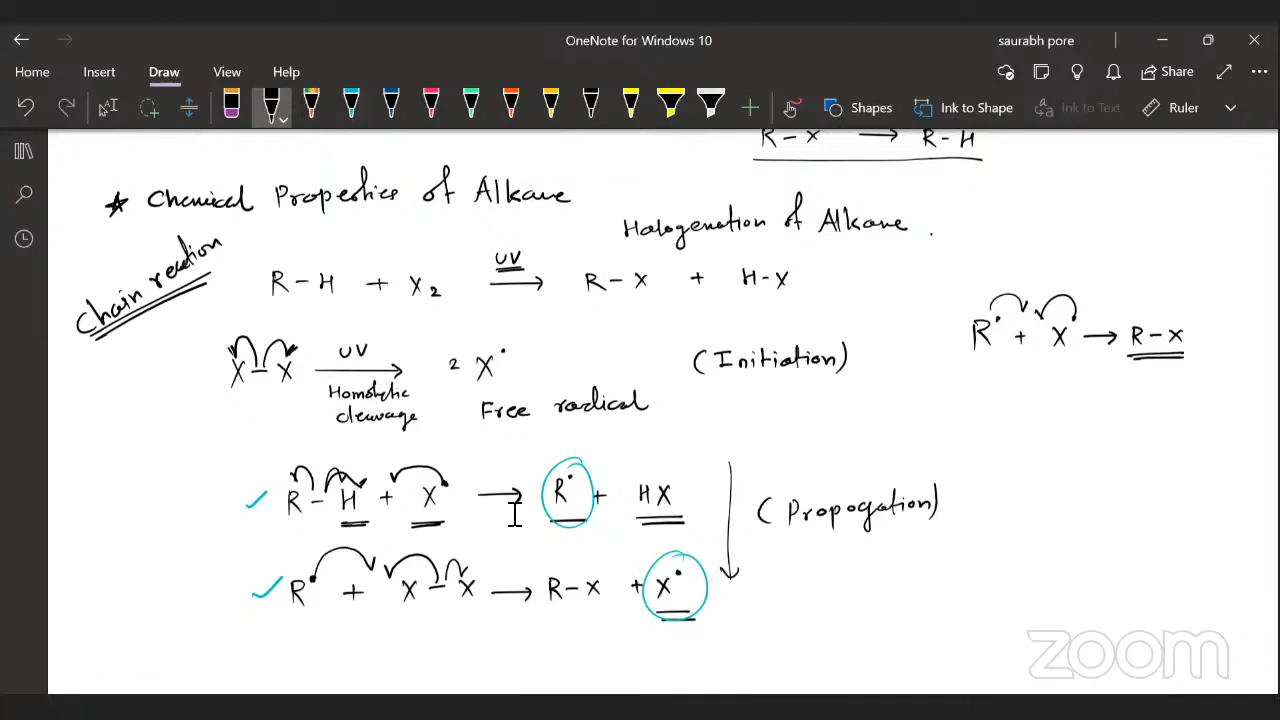 OneNote for Windows 10
saurabh pore
Home Insert Draw View Help
Share
Shapes Ink to Shape Ink to Text Ruler
R - X → R - H
★ Chemical Properties of Alkane
Halogenation of Alkane .
Chain reaction
R - H + X2 UV → R - X + H - X
R• + X• → R - X
X - X UV → 2 X• (Initiation)
Homolytic
cleavage
Free radical
✓ R - H + X• → R• + HX
(Propogation)
✓ R• + X - X → R - X + X•
zoom